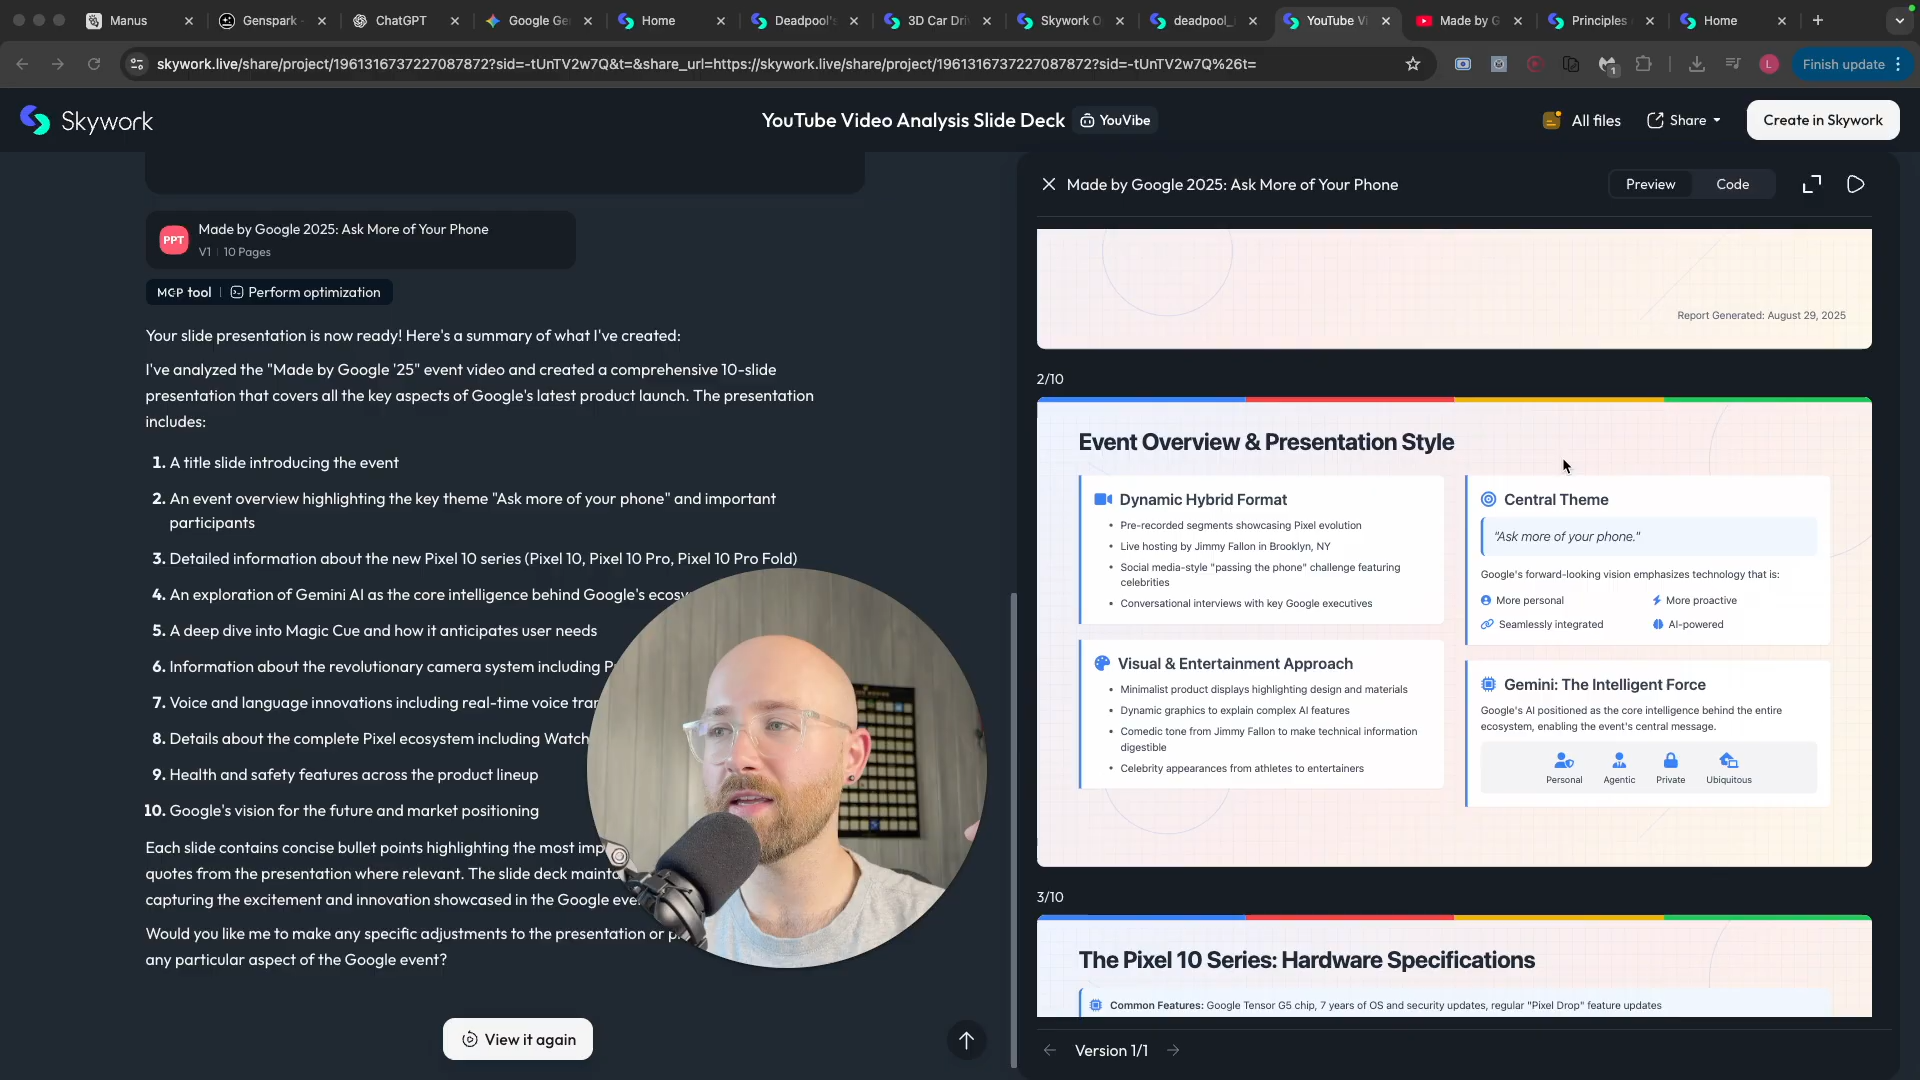 Manus
Genspark
ChatGPT
Google Ge
Home
Deadpool's
3D Car Dri
Skywork O
deadpool_
YouTube Vi
Made by G
Principles
Home
skywork.live/share/project/1961316737227087872?sid=-tUnTV2w7Q&t=&share_url=https://skywork.live/share/project/1961316737227087872?sid=-tUnTV2w7Q%26t=
1
L
Finish update
Skywork
YouTube Video Analysis Slide Deck
YouVibe
All files
Share
Create in Skywork
PPT
Made by Google 2025: Ask More of Your Phone
V1 | 10 Pages
MCP tool | Perform optimization
Your slide presentation is now ready! Here's a summary of what I've created:
I've analyzed the "Made by Google '25" event video and created a comprehensive 10-slide
presentation that covers all the key aspects of Google's latest product launch. The presentation
includes:
1. A title slide introducing the event
2. An event overview highlighting the key theme "Ask more of your phone" and important
participants
3. Detailed information about the new Pixel 10 series (Pixel 10, Pixel 10 Pro, Pixel 10 Pro Fold)
4. An exploration of Gemini AI as the core intelligence behind Google's ecosy
5. A deep dive into Magic Cue and how it anticipates user needs
6. Information about the revolutionary camera system including P
7. Voice and language innovations including real-time voice tran
8. Details about the complete Pixel ecosystem including Watch
9. Health and safety features across the product lineup
10. Google's vision for the future and market positioning
Each slide contains concise bullet points highlighting the most imp
quotes from the presentation where relevant. The slide deck mainta
capturing the excitement and innovation showcased in the Google eve
Would you like me to make any specific adjustments to the presentation or p
any particular aspect of the Google event?
View it again
Made by Google 2025: Ask More of Your Phone
Preview
Code
Report Generated: August 29, 2025
2/10
Event Overview & Presentation Style
Dynamic Hybrid Format
• Pre-recorded segments showcasing Pixel evolution
• Live hosting by Jimmy Fallon in Brooklyn, NY
• Social media-style "passing the phone" challenge featuring
celebrities
• Conversational interviews with key Google executives
Visual & Entertainment Approach
• Minimalist product displays highlighting design and materials
• Dynamic graphics to explain complex AI features
• Comedic tone from Jimmy Fallon to make technical information
digestible
• Celebrity appearances from athletes to entertainers
Central Theme
"Ask more of your phone."
Google's forward-looking vision emphasizes technology that is:
More personal
More proactive
Seamlessly integrated
AI-powered
Gemini: The Intelligent Force
Google's AI positioned as the core intelligence behind the entire
ecosystem, enabling the event's central message.
Personal
Agentic
Private
Ubiquitous
3/10
The Pixel 10 Series: Hardware Specifications
Common Features: Google Tensor G5 chip, 7 years of OS and security updates, regular "Pixel Drop" feature updates
Version 1/1